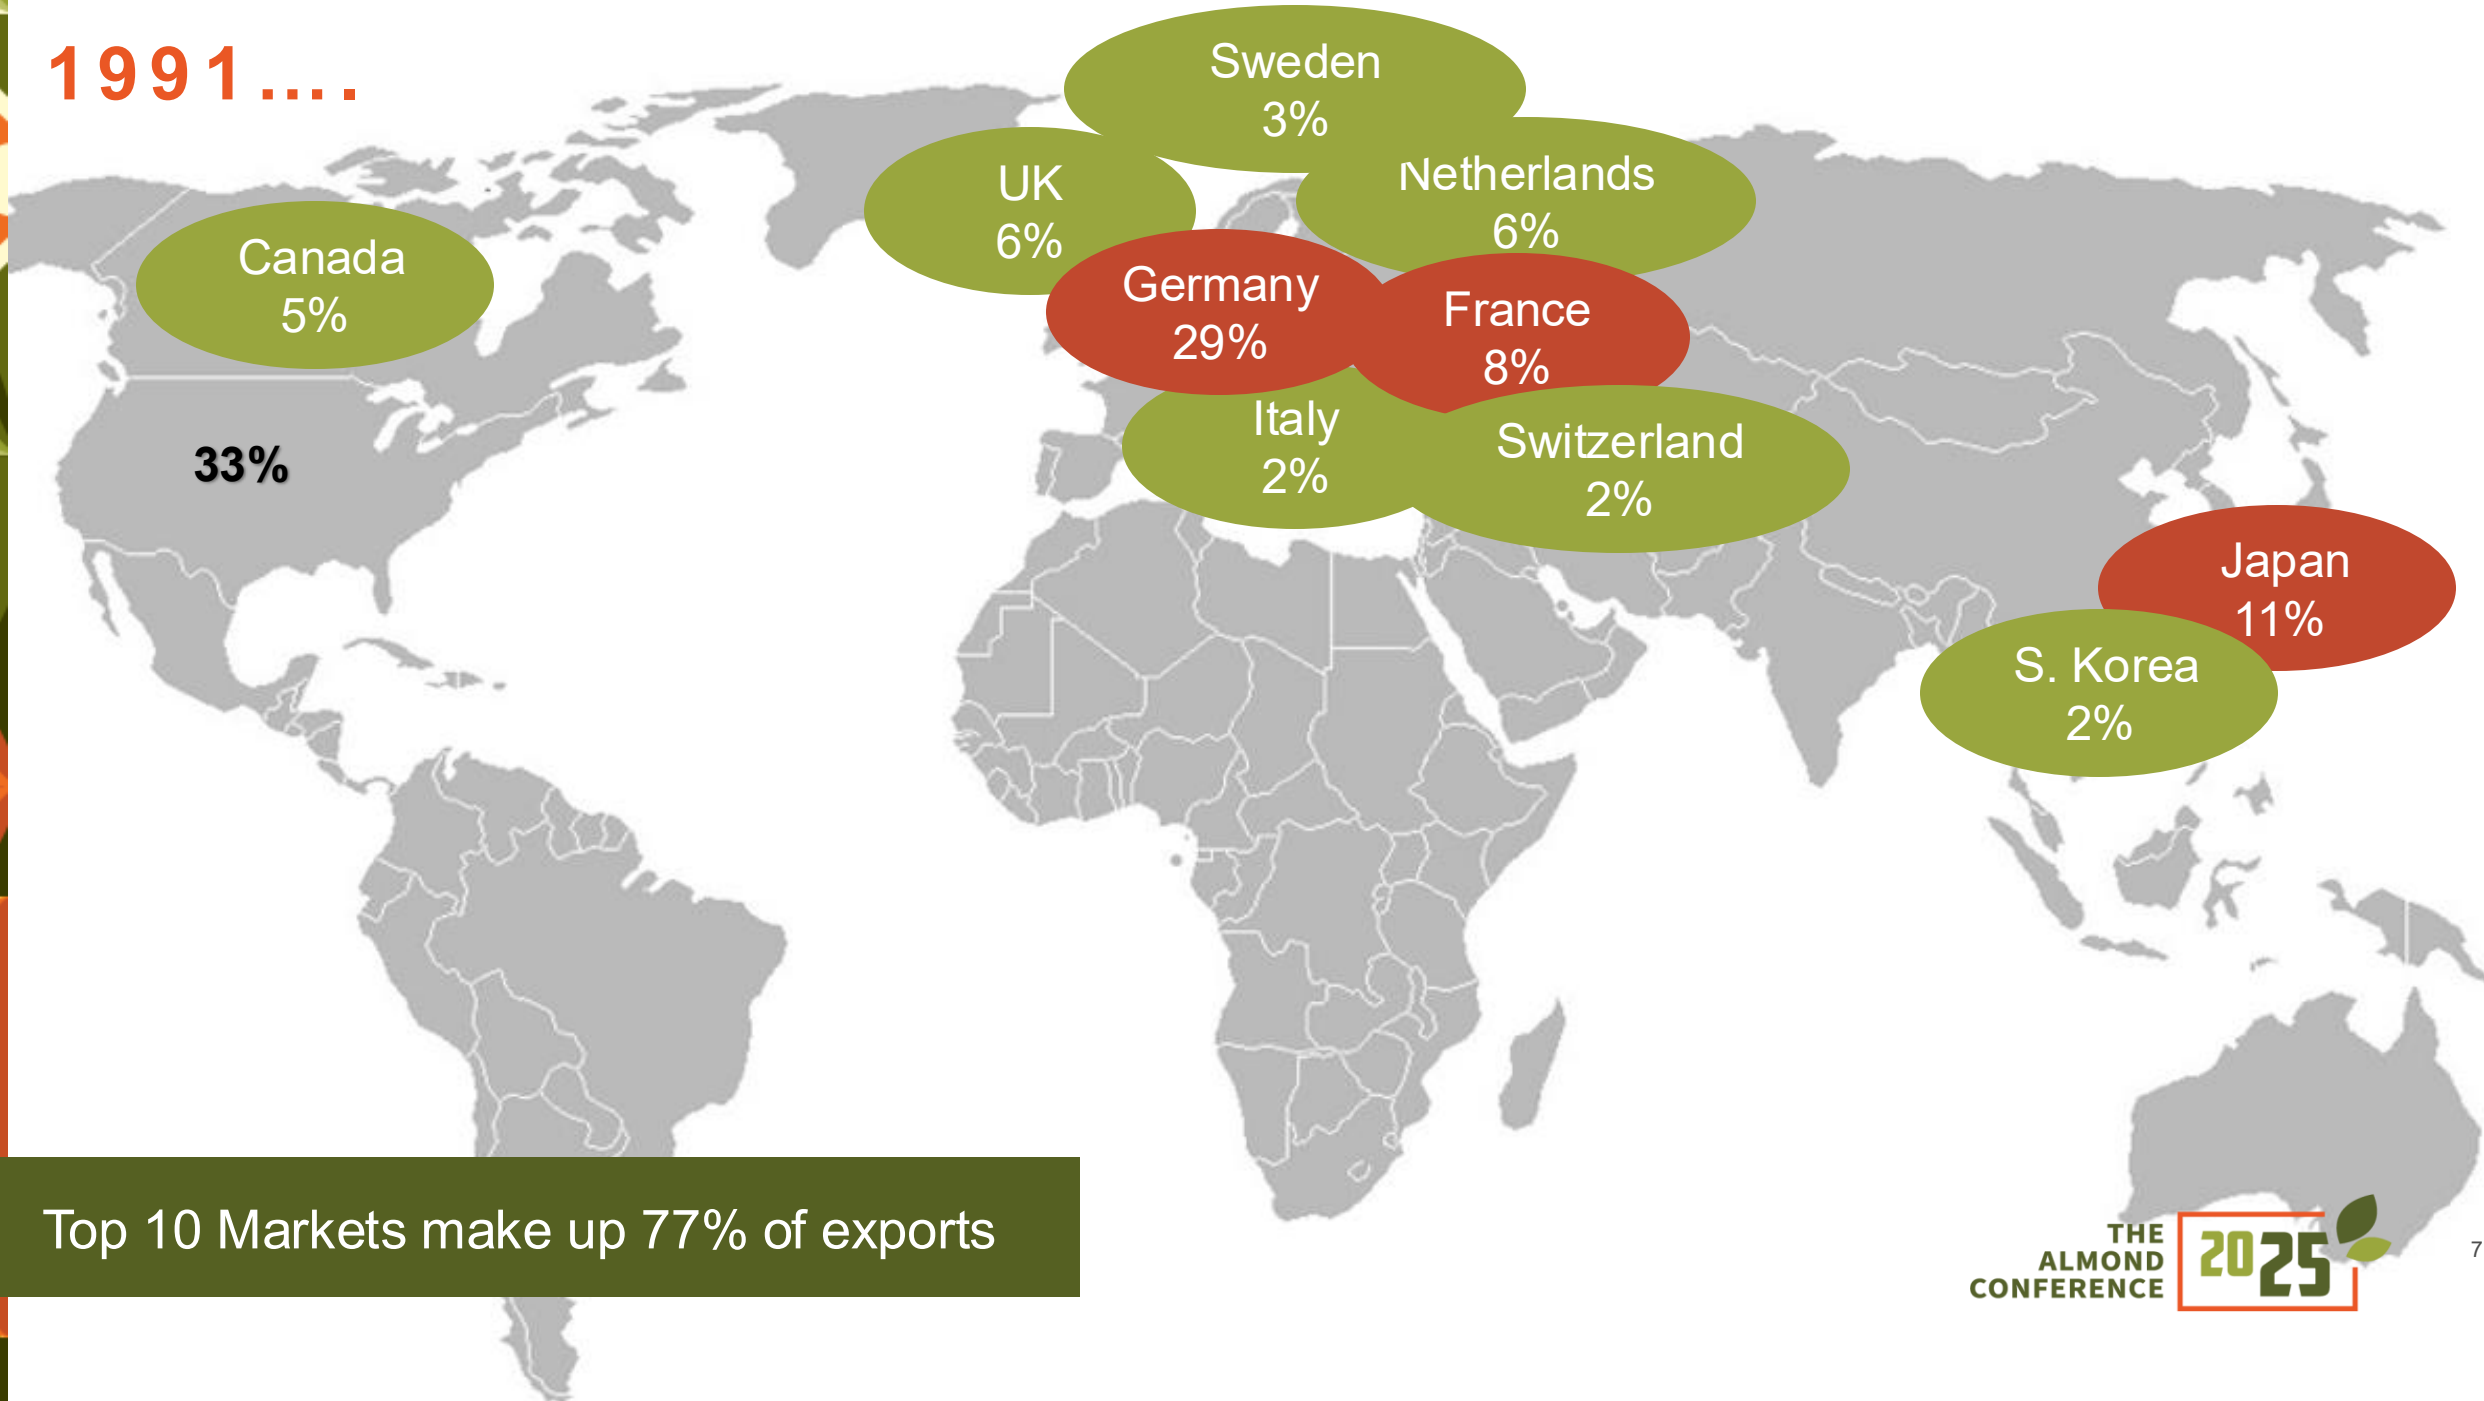 1991....
Sweden
3%
UK
6%
Netherlands
6%
Canada
5%
Germany
29%
France
8%
33%
Italy
2%
Switzerland
2%
Japan
11%
S. Korea
2%
Top 10 Markets make up 77% of exports
THE
ALMOND
CONFERENCE
2025
7